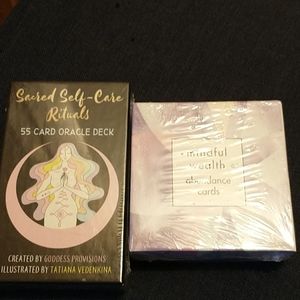 Sacred Self-Care
Rituals
55 CARD ORACLE DECK
CREATED BY GODDESS PROVISIONS
ILLUSTRATED BY TATIANA VEDENKINA
mindful
wealth
abundance
cards